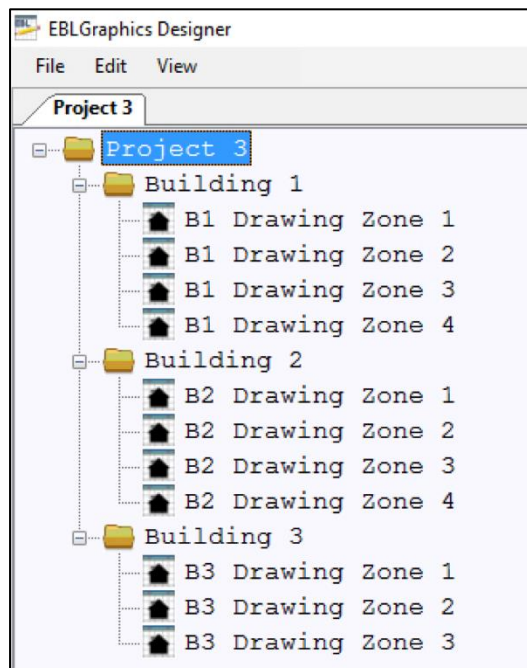 EBLGraphics Designer
File Edit View
Project 3
Project 3
Building 1
B1 Drawing Zone 1
B1 Drawing Zone 2
B1 Drawing Zone 3
B1 Drawing Zone 4
Building 2
B2 Drawing Zone 1
B2 Drawing Zone 2
B2 Drawing Zone 3
B2 Drawing Zone 4
Building 3
B3 Drawing Zone 1
B3 Drawing Zone 2
B3 Drawing Zone 3